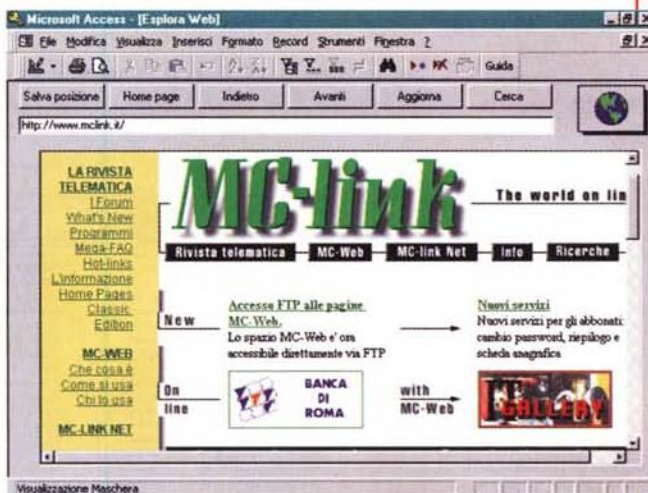 Microsoft Access - [Esplora Web]
File Modifica Visualizza Inserisci Formato Record Strumenti Finestra ?
Guida
Salva posizione Home page Indietro Avanti Aggiorna Cerca
http://www.mclink.it/
LA RIVISTA
TELEMATICA
I Forum
What's New
Programmi
Mega-FAQ
Hot-links
L'informazione
Home Pages
Classic
Edition
MC-WEB
Che cosa è
Come si usa
Chi lo usa
MC-LINK NET
MC-link
The world on lin
Rivista telematica MC-Web MC-link Net Info Ricerche
New
Accesso FTP alle pagine
MC-Web.
Lo spazio MC-Web e' ora
accessibile direttamente via FTP
Nuovi servizi
Nuovi servizi per gli abbonati:
cambio password, riepilogo e
scheda anagrafica
On
line
BANCA
DI
ROMA
with
MC-Web
GALLERY
Visualizzazione Maschera